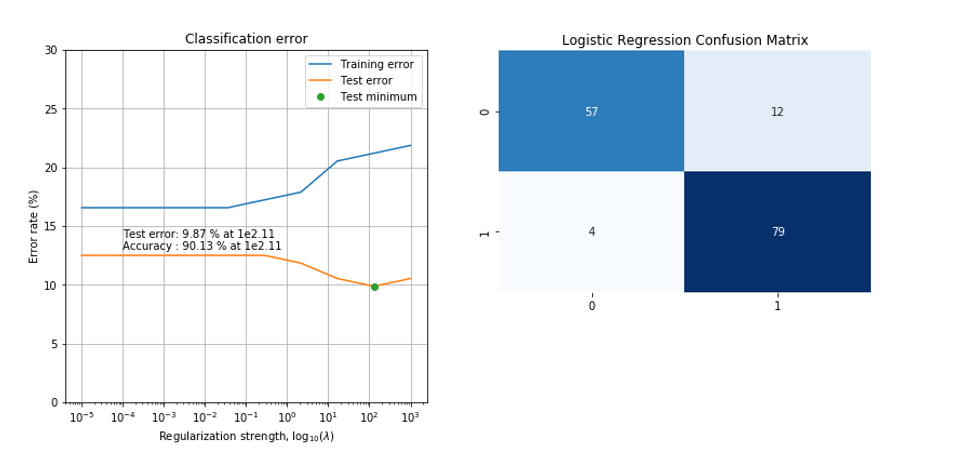 Classification error
30
25
20
15
10
5
0
Error rate (%)
Training error
Test error
Test minimum
Test error: 9.87 % at 1e2.11
Accuracy : 90.13 % at 1e2.11
10⁻⁵ 10⁻⁴ 10⁻³ 10⁻² 10⁻¹ 10⁰ 10¹ 10² 10³
Regularization strength, log₁₀(λ)
Logistic Regression Confusion Matrix
0 57 12
1 4 79
0 1